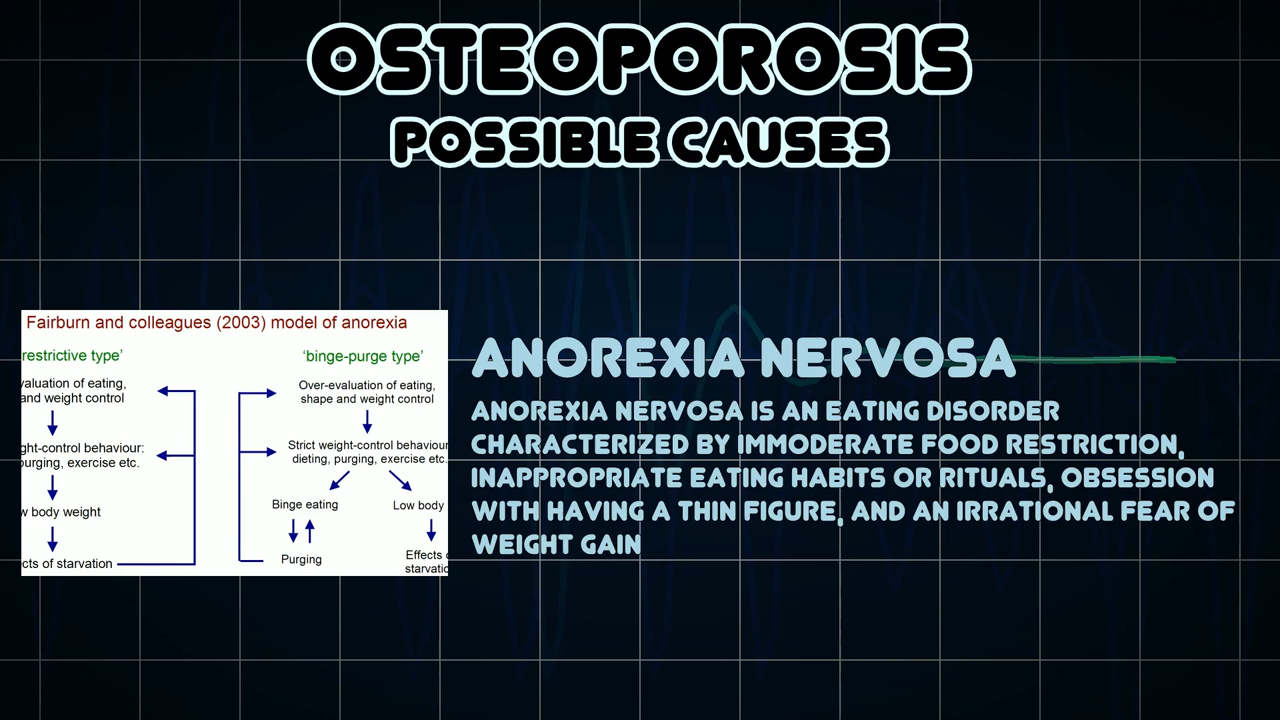 OSTEOPOROSIS
POSSIBLE CAUSES
Fairburn and colleagues (2003) model of anorexia
restrictive type’
valuation of eating,
and weight control
ght-control behaviour:
purging, exercise etc.
w body weight
cts of starvation
‘binge-purge type’
Over-evaluation of eating,
shape and weight control
Strict weight-control behaviour
dieting, purging, exercise etc.
Binge eating
Low body
Purging
Effects
starvatio
ANOREXIA NERVOSA
ANOREXIA NERVOSA IS AN EATING DISORDER
CHARACTERIZED BY IMMODERATE FOOD RESTRICTION,
INAPPROPRIATE EATING HABITS OR RITUALS, OBSESSION
WITH HAVING A THIN FIGURE, AND AN IRRATIONAL FEAR OF
WEIGHT GAIN